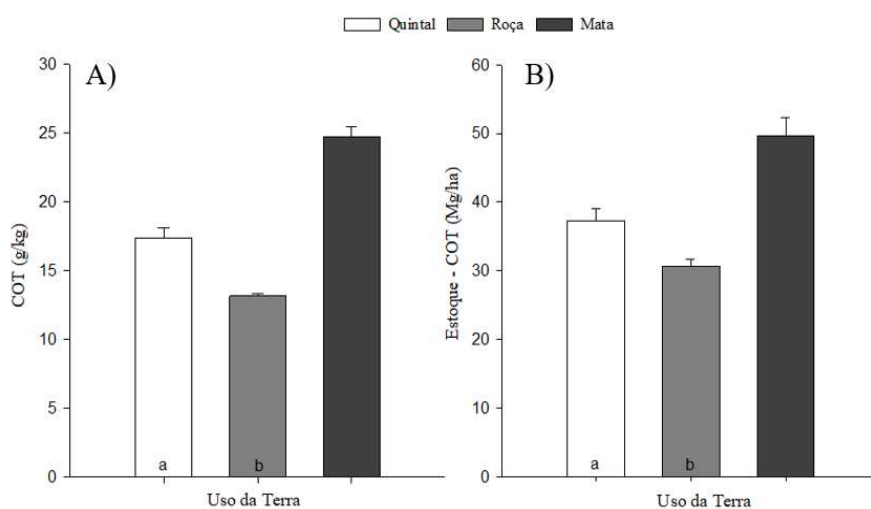 Quintal Roça Mata
A)
30
25
20
15
10
5
0
COT (g/kg)
a b
Uso da Terra
B)
60
50
40
30
20
10
0
Estoque - COT (Mg/ha)
a b
Uso da Terra